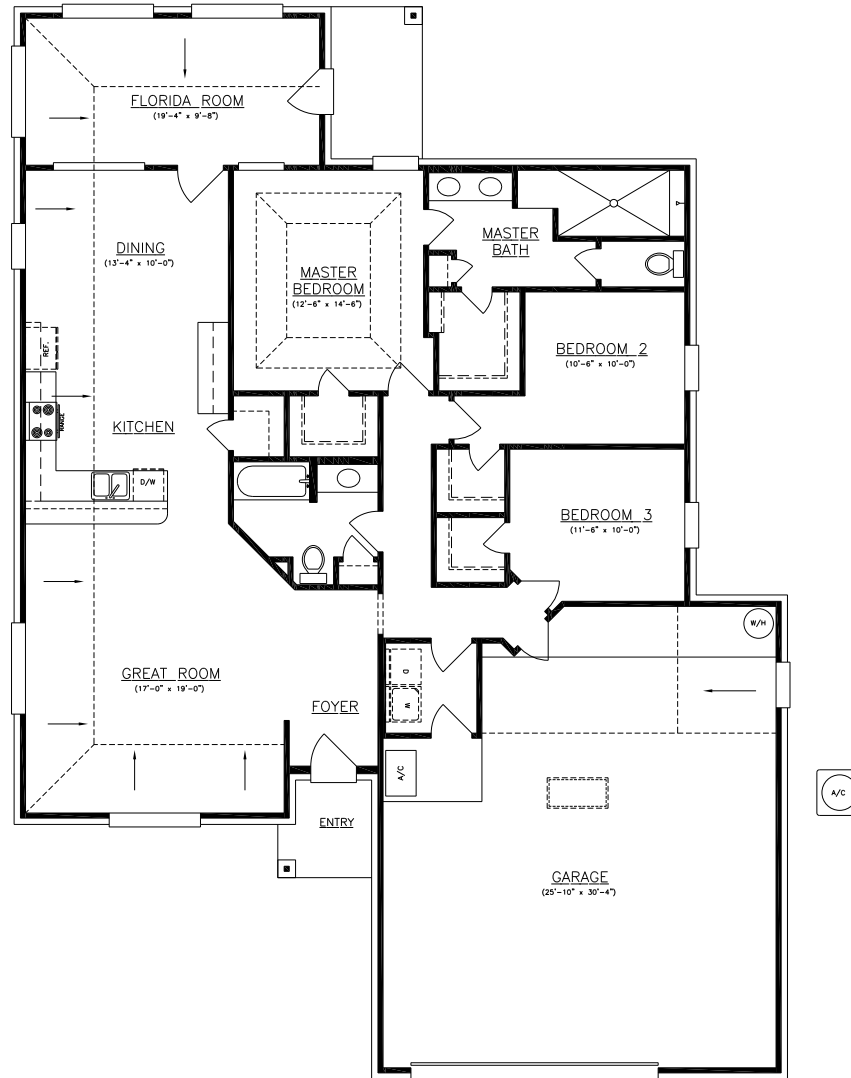 FLORIDA ROOM
(19'-4" x 9'-8")
DINING
(13'-4" x 10'-0")
MASTER
BEDROOM
(12'-6" x 14'-6")
MASTER
BATH
BEDROOM 2
(10'-6" x 10'-0")
REF.
RANGE
KITCHEN
D/W
BEDROOM 3
(11'-6" x 10'-0")
W/H
GREAT ROOM
(17'-0" x 19'-0")
FOYER
D
W
A/C
A/C
ENTRY
GARAGE
(25'-10" x 30'-4")